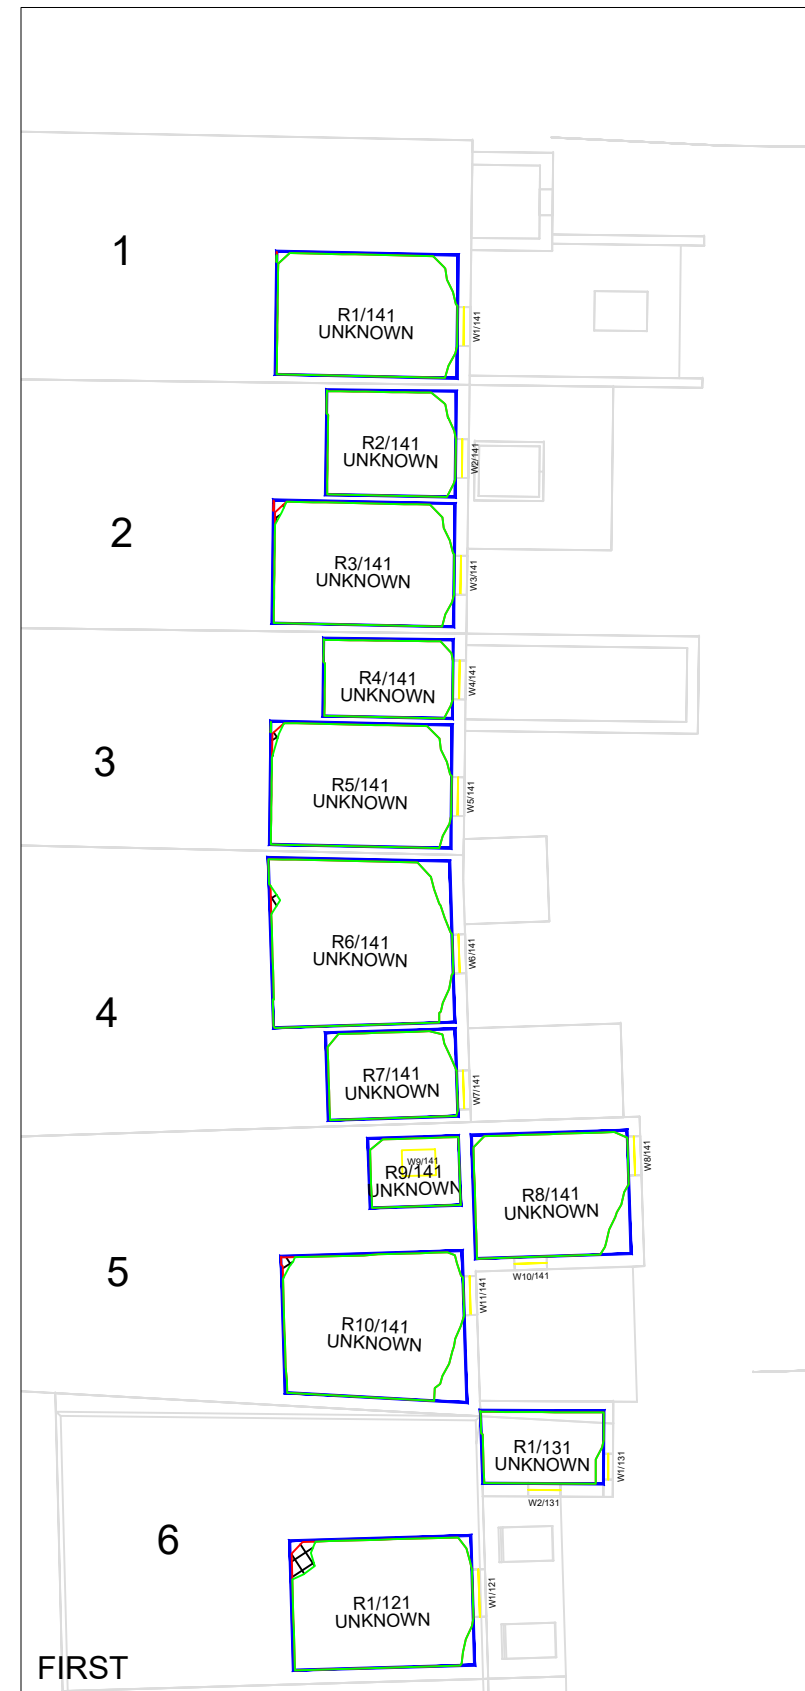 1
R1/141
UNKNOWN
W1/141
R2/141
UNKNOWN
W2/141
2
R3/141
UNKNOWN
W3/141
R4/141
UNKNOWN
W4/141
3
R5/141
UNKNOWN
W5/141
R6/141
UNKNOWN
W6/141
4
R7/141
UNKNOWN
W7/141
W9/141
R9/141
UNKNOWN
R8/141
UNKNOWN
W8/141
W10/141
5
R10/141
UNKNOWN
W11/141
R1/131
UNKNOWN
W1/131
W2/131
6
R1/121
UNKNOWN
W1/121
FIRST